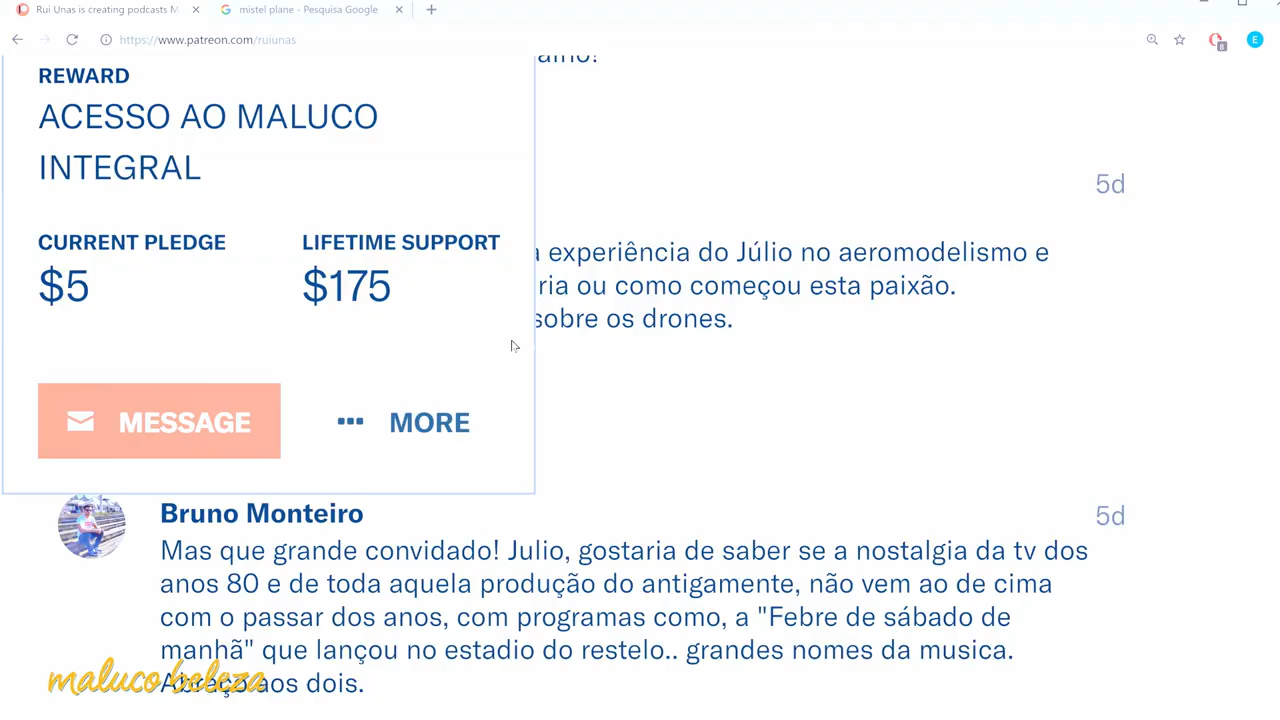 Rui Unas is creating podcasts M
mistel plane - Pesquisa Google
https://www.patreon.com/ruiunas
E
REWARD
ACESSO AO MALUCO
INTEGRAL
CURRENT PLEDGE
LIFETIME SUPPORT
$5
$175
MESSAGE
MORE
5d
experiência do Júlio no aeromodelismo e
ria ou como começou esta paixão.
sobre os drones.
Bruno Monteiro
5d
Mas que grande convidado! Julio, gostaria de saber se a nostalgia da tv dos
anos 80 e de toda aquela produção do antigamente, não vem ao de cima
com o passar dos anos, com programas como, a "Febre de sábado de
manhã" que lançou no estadio do restelo.. grandes nomes da musica.
Abraço aos dois.
maluco beleza